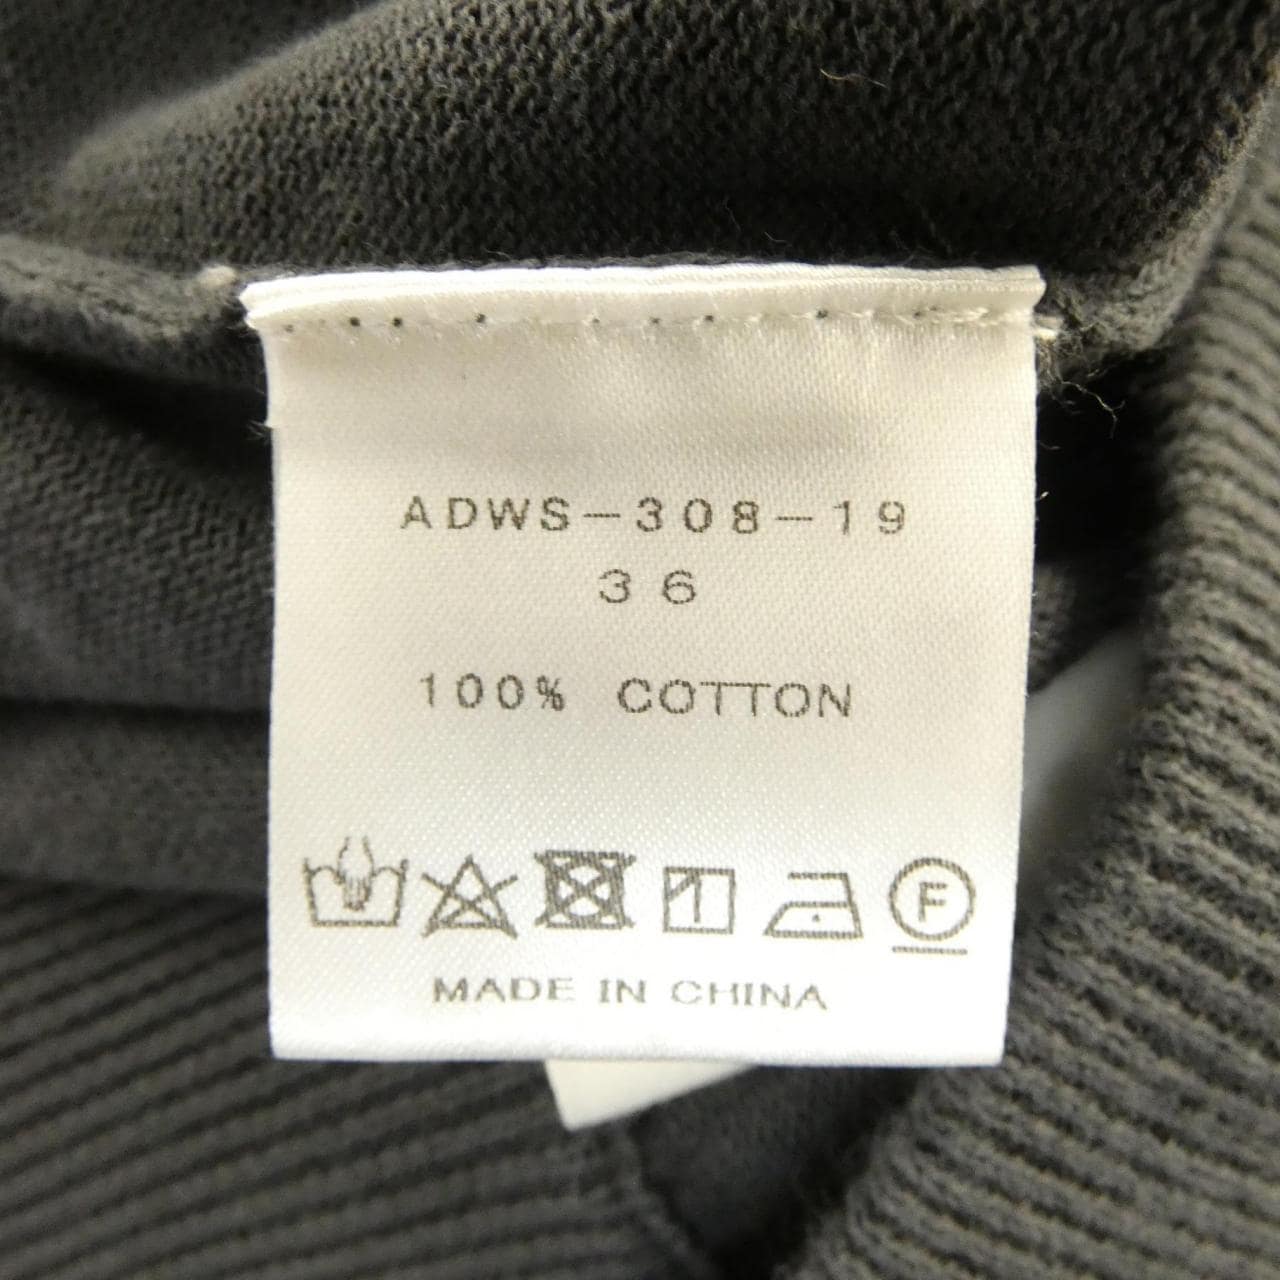 ADWS-308-19
36
100% COTTON
F
MADE IN CHINA